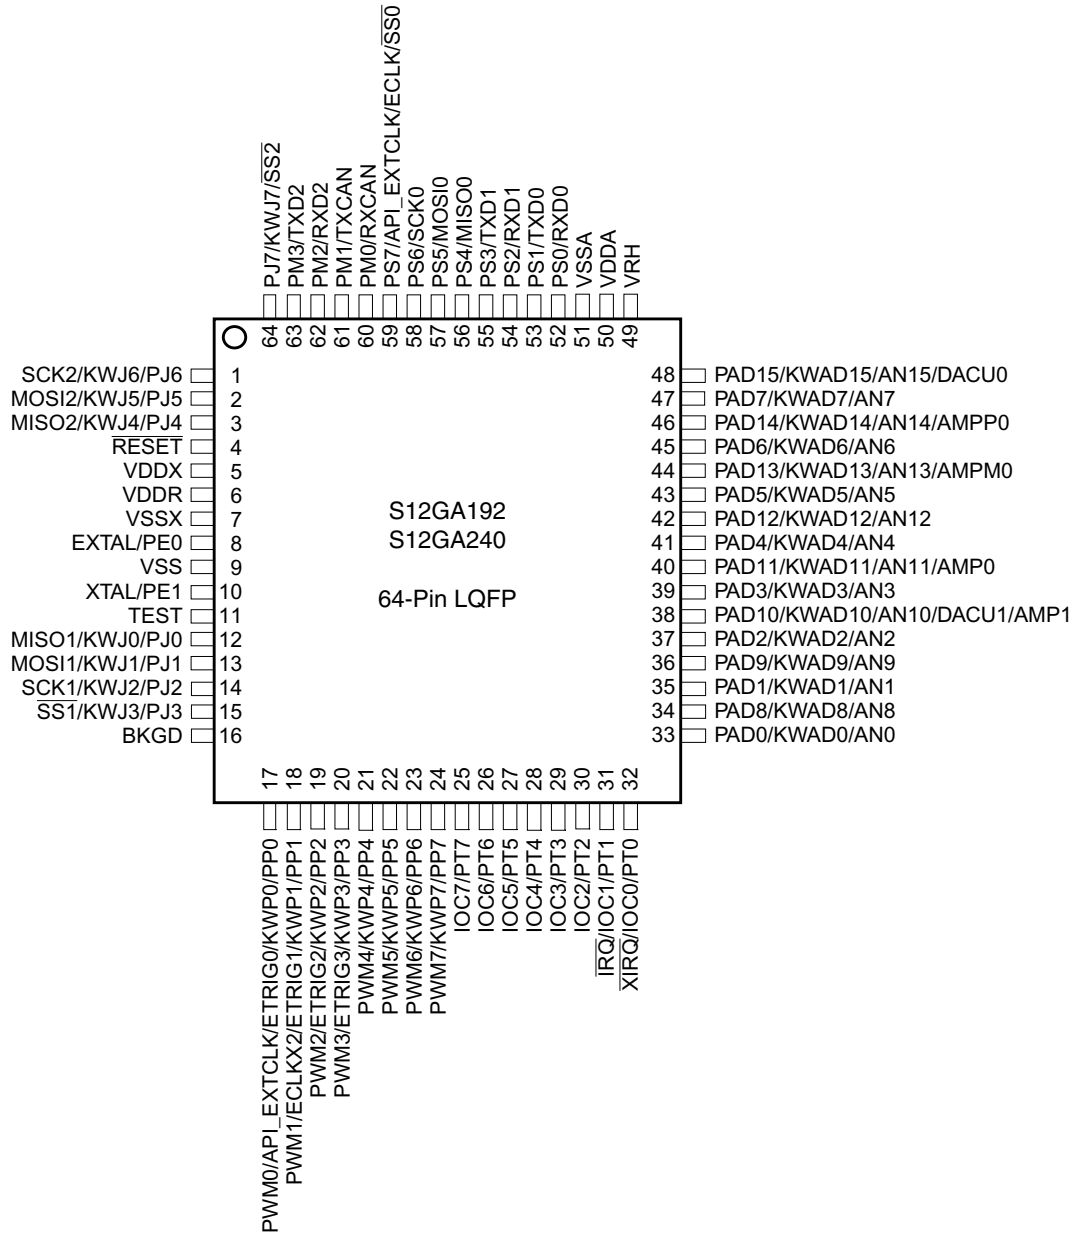 PJ7/KWJ7/SS2
PM3/TXD2
PM2/RXD2
PM1/TXCAN
PM0/RXCAN
PS7/API_EXTCLK/ECLK/SS0
PS6/SCK0
PS5/MOSI0
PS4/MISO0
PS3/TXD1
PS2/RXD1
PS1/TXD0
PS0/RXD0
VSSA
VDDA
VRH
64
63
62
61
60
59
58
57
56
55
54
53
52
51
50
49
SCK2/KWJ6/PJ6 1
MOSI2/KWJ5/PJ5 2
MISO2/KWJ4/PJ4 3
RESET 4
VDDX 5
VDDR 6
VSSX 7
EXTAL/PE0 8
VSS 9
XTAL/PE1 10
TEST 11
MISO1/KWJ0/PJ0 12
MOSI1/KWJ1/PJ1 13
SCK1/KWJ2/PJ2 14
SS1/KWJ3/PJ3 15
BKGD 16
S12GA192
S12GA240
64-Pin LQFP
48 PAD15/KWAD15/AN15/DACU0
47 PAD7/KWAD7/AN7
46 PAD14/KWAD14/AN14/AMPP0
45 PAD6/KWAD6/AN6
44 PAD13/KWAD13/AN13/AMPM0
43 PAD5/KWAD5/AN5
42 PAD12/KWAD12/AN12
41 PAD4/KWAD4/AN4
40 PAD11/KWAD11/AN11/AMP0
39 PAD3/KWAD3/AN3
38 PAD10/KWAD10/AN10/DACU1/AMP1
37 PAD2/KWAD2/AN2
36 PAD9/KWAD9/AN9
35 PAD1/KWAD1/AN1
34 PAD8/KWAD8/AN8
33 PAD0/KWAD0/AN0
17
18
19
20
21
22
23
24
25
26
27
28
29
30
31
32
PWM0/API_EXTCLK/ETRIG0/KWP0/PP0
PWM1/ECLKX2/ETRIG1/KWP1/PP1
PWM2/ETRIG2/KWP2/PP2
PWM3/ETRIG3/KWP3/PP3
PWM4/KWP4/PP4
PWM5/KWP5/PP5
PWM6/KWP6/PP6
PWM7/KWP7/PP7
IOC7/PT7
IOC6/PT6
IOC5/PT5
IOC4/PT4
IOC3/PT3
IOC2/PT2
IRQ/IOC1/PT1
XIRQ/IOC0/PT0